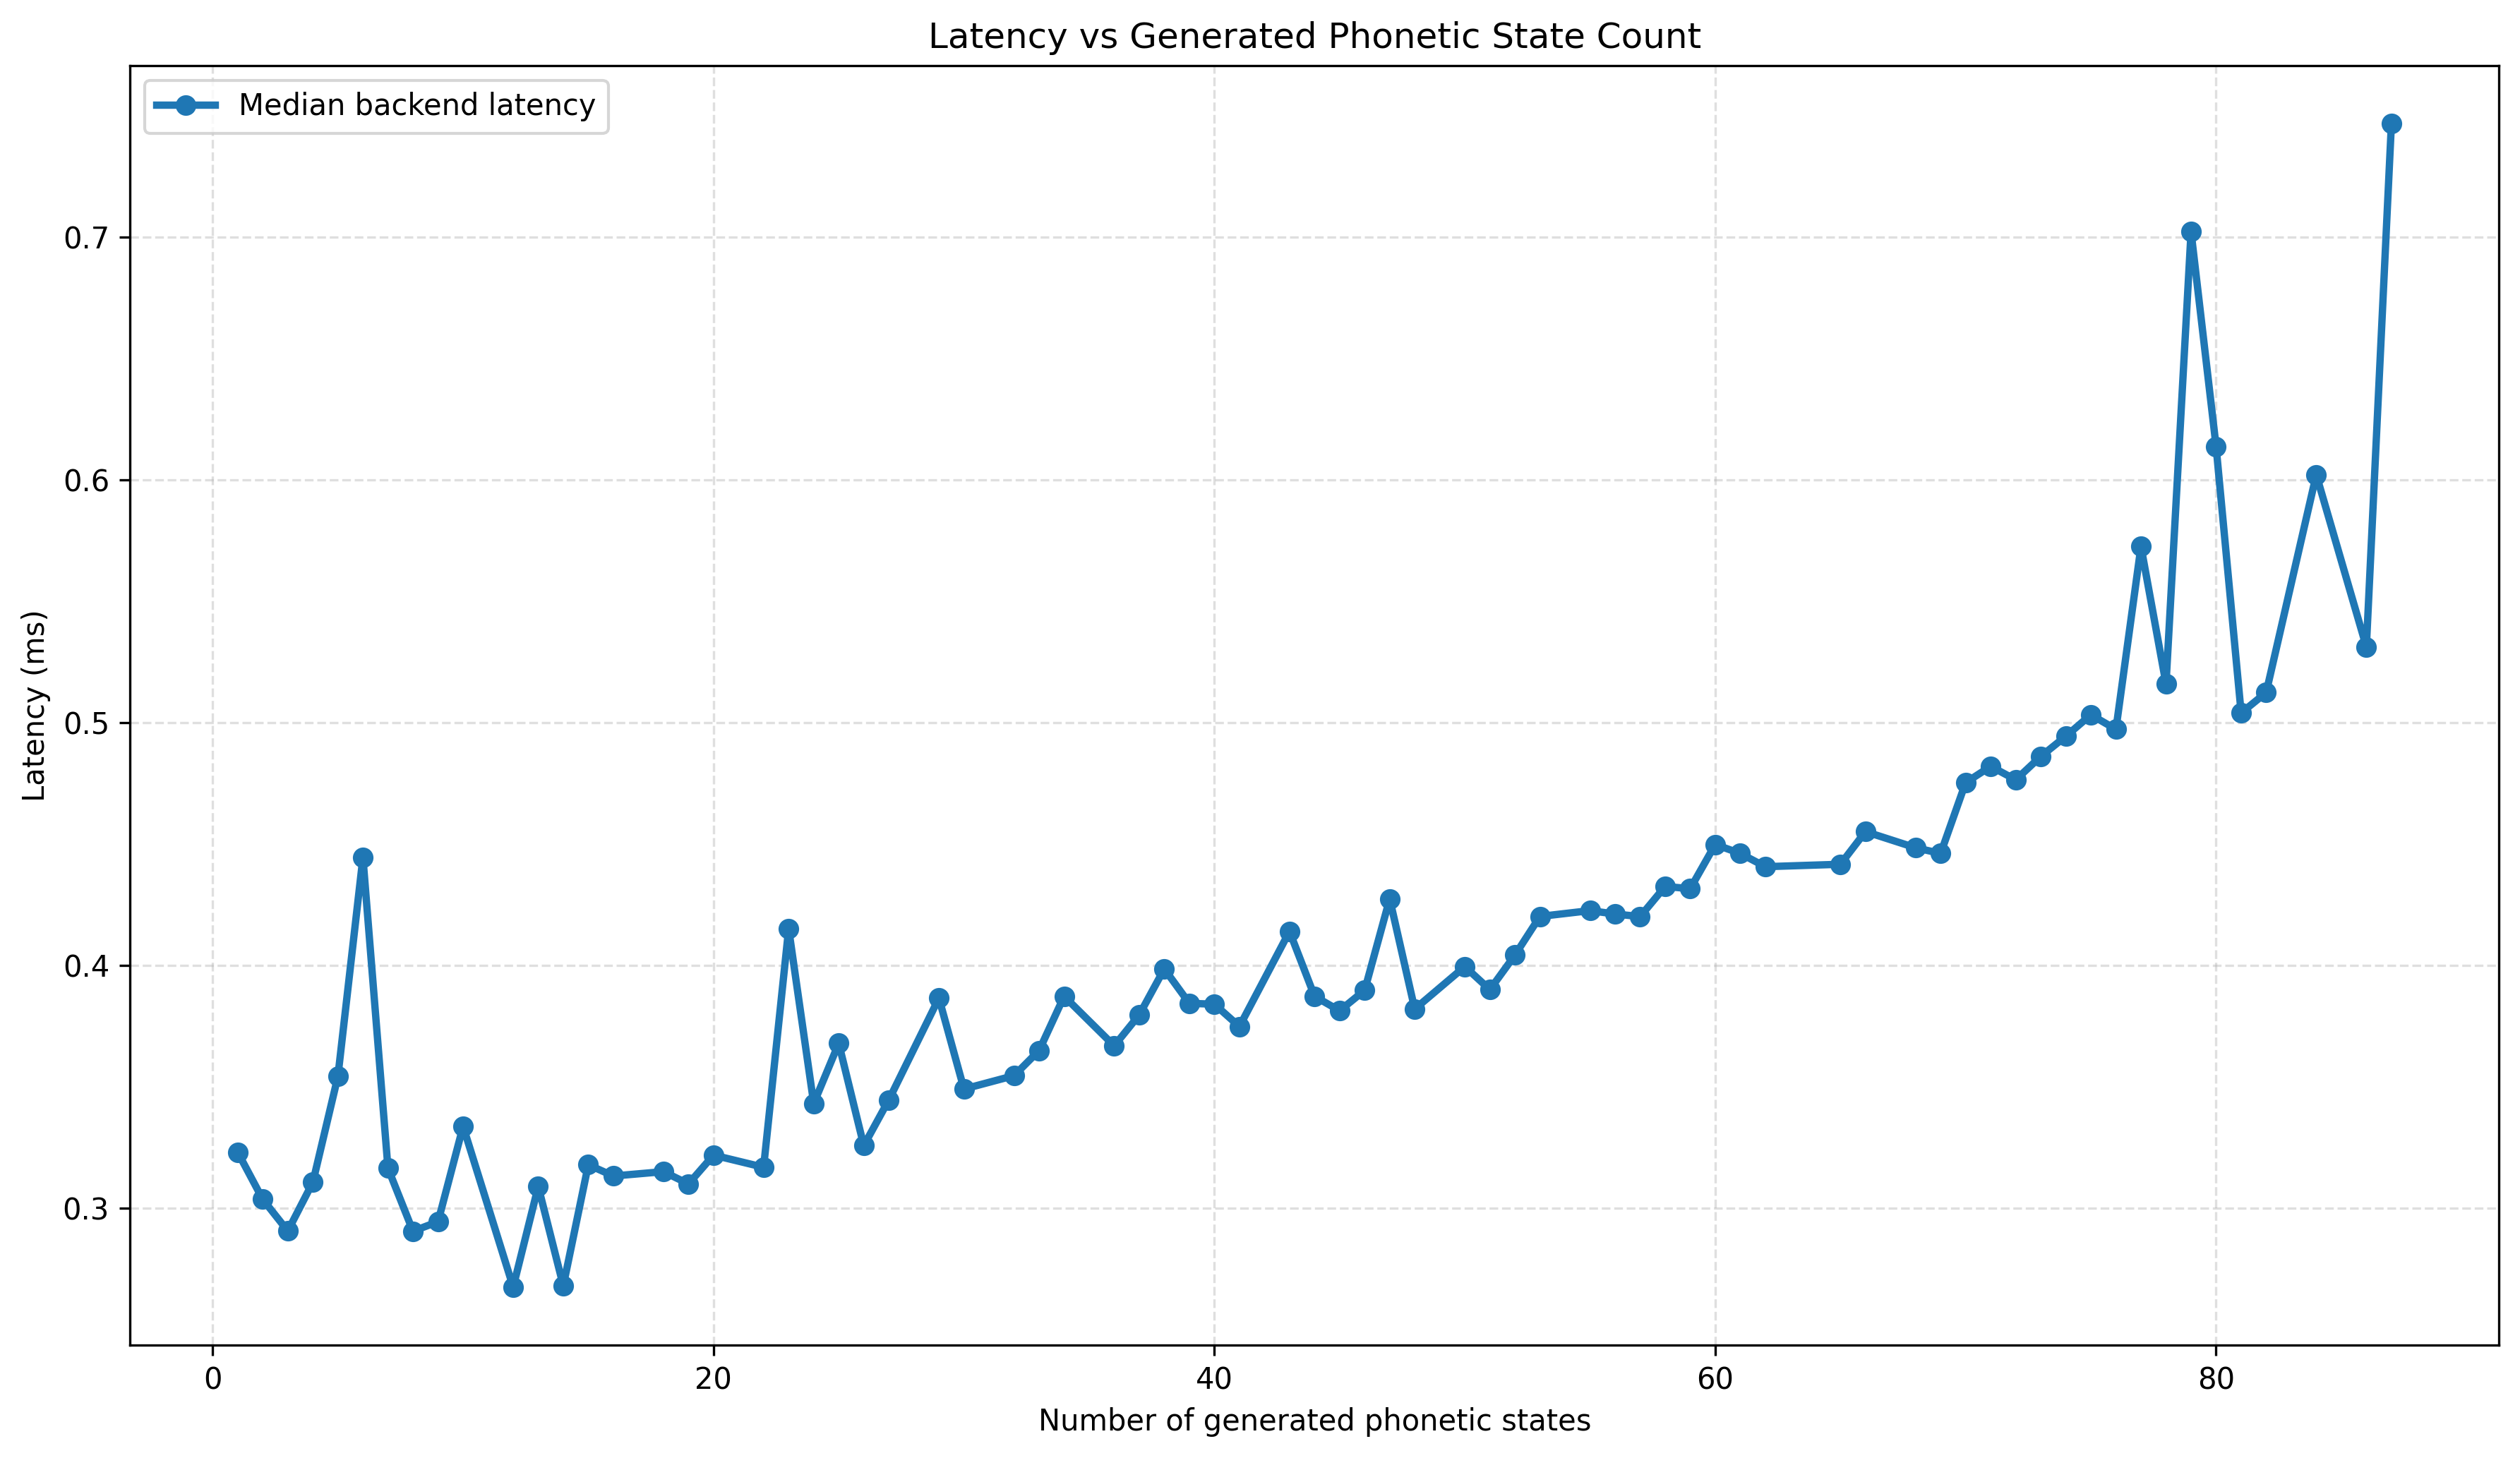 Latency vs Generated Phonetic State Count
Median backend latency
Latency (ms)
0.7
0.6
0.5
0.4
0.3
0 20 40 60 80
Number of generated phonetic states